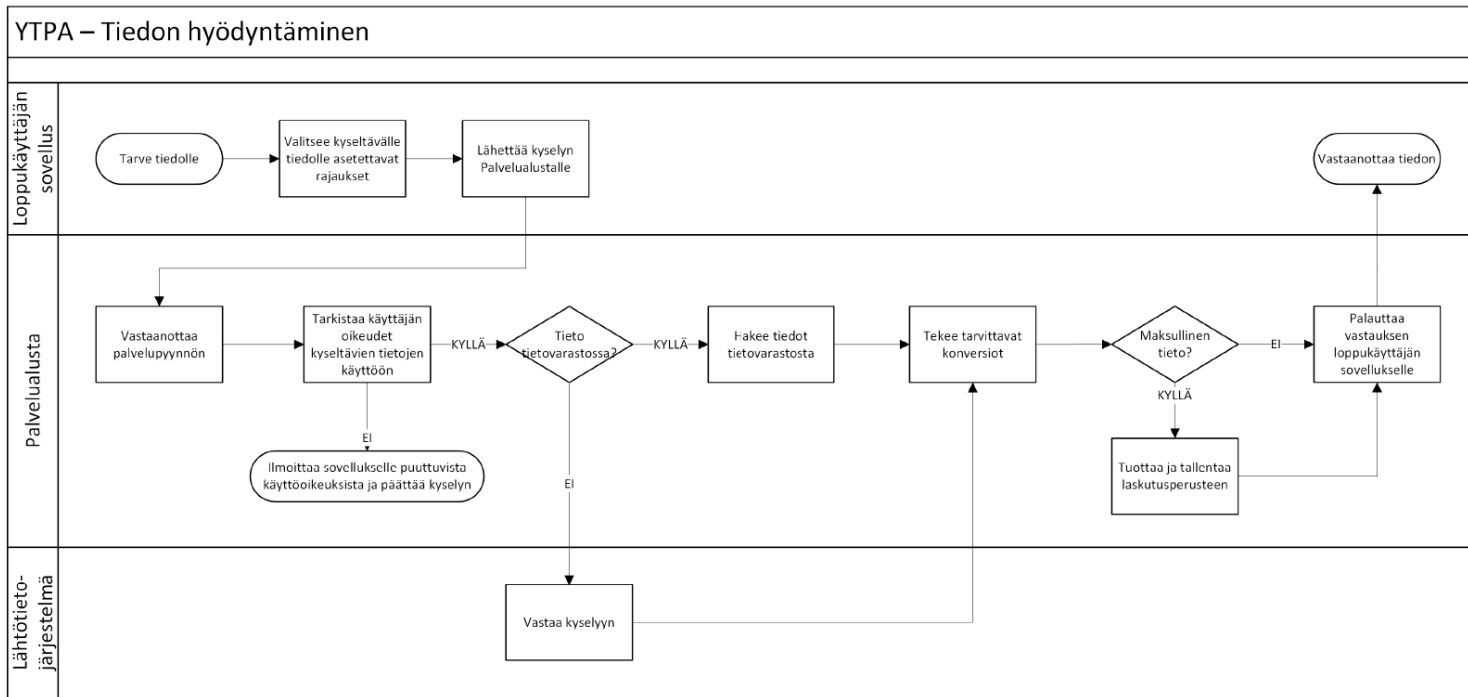 YTPA – Tiedon hyödyntäminen
Loppukäyttäjän
sovellus
Tarve tiedolle
Valitsee kyseltävälle
tiedolle asetettavat
rajaukset
Lähettää kyselyn
Palvelualustalle
Vastaanottaa tiedon
Palvelualusta
Vastaanottaa
palvelupyynnön
Tarkistaa käyttäjän
oikeudet
kyseltävien tietojen
käyttöön
KYLLÄ
Tieto
tietovarastossa?
KYLLÄ
Hakee tiedot
tietovarastosta
Tekee tarvittavat
konversiot
Maksullinen
tieto?
EI
Palauttaa
vastauksen
loppukäyttäjän
sovellukselle
KYLLÄ
EI
Ilmoittaa sovellukselle puuttuvista
käyttöoikeuksista ja päättää kyselyn
EI
Tuottaa ja tallentaa
laskutusperusteen
Lähtötieto-
järjestelmä
Vastaa kyselyyn